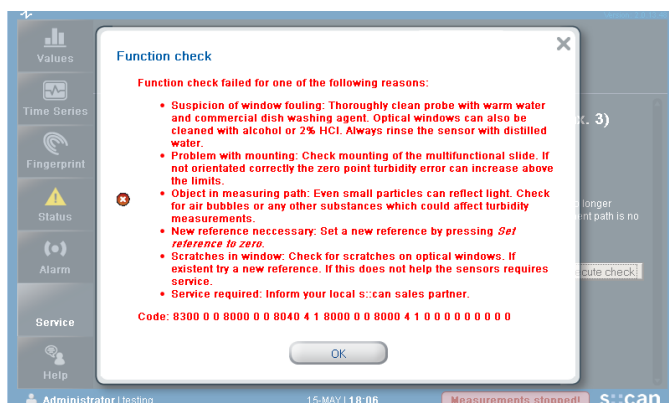 Values
Time Series
Fingerprint
Status
Alarm
Service
Help
Function check
Function check failed for one of the following reasons:
• Suspicion of window fouling: Thoroughly clean probe with warm water
and commercial dish washing agent. Optical windows can also be
cleaned with alcohol or 2% HCl. Always rinse the sensor with distilled
water.
• Problem with mounting: Check mounting of the multifunctional slide. If
not orientated correctly the zero point turbidity error can increase above
the limits.
• Object in measuring path: Even small particles can reflect light. Check
for air bubbles or any other substances which could affect turbidity
measurements.
• New reference neccessary: Set a new reference by pressing Set
reference to zero.
• Scratches in window: Check for scratches on optical windows. If
existent try a new reference. If this does not help the sensors requires
service.
• Service required: Inform your local s::can sales partner.
Code: 8300 0 0 8000 0 0 8040 4 1 8000 0 0 8000 4 1 0 0 0 0 0 0 0 0 0
OK
x. 3)
longer
ent path is no
cute check
Administrator | testing
15-MAY | 18:06
Measurements stopped!
s::can